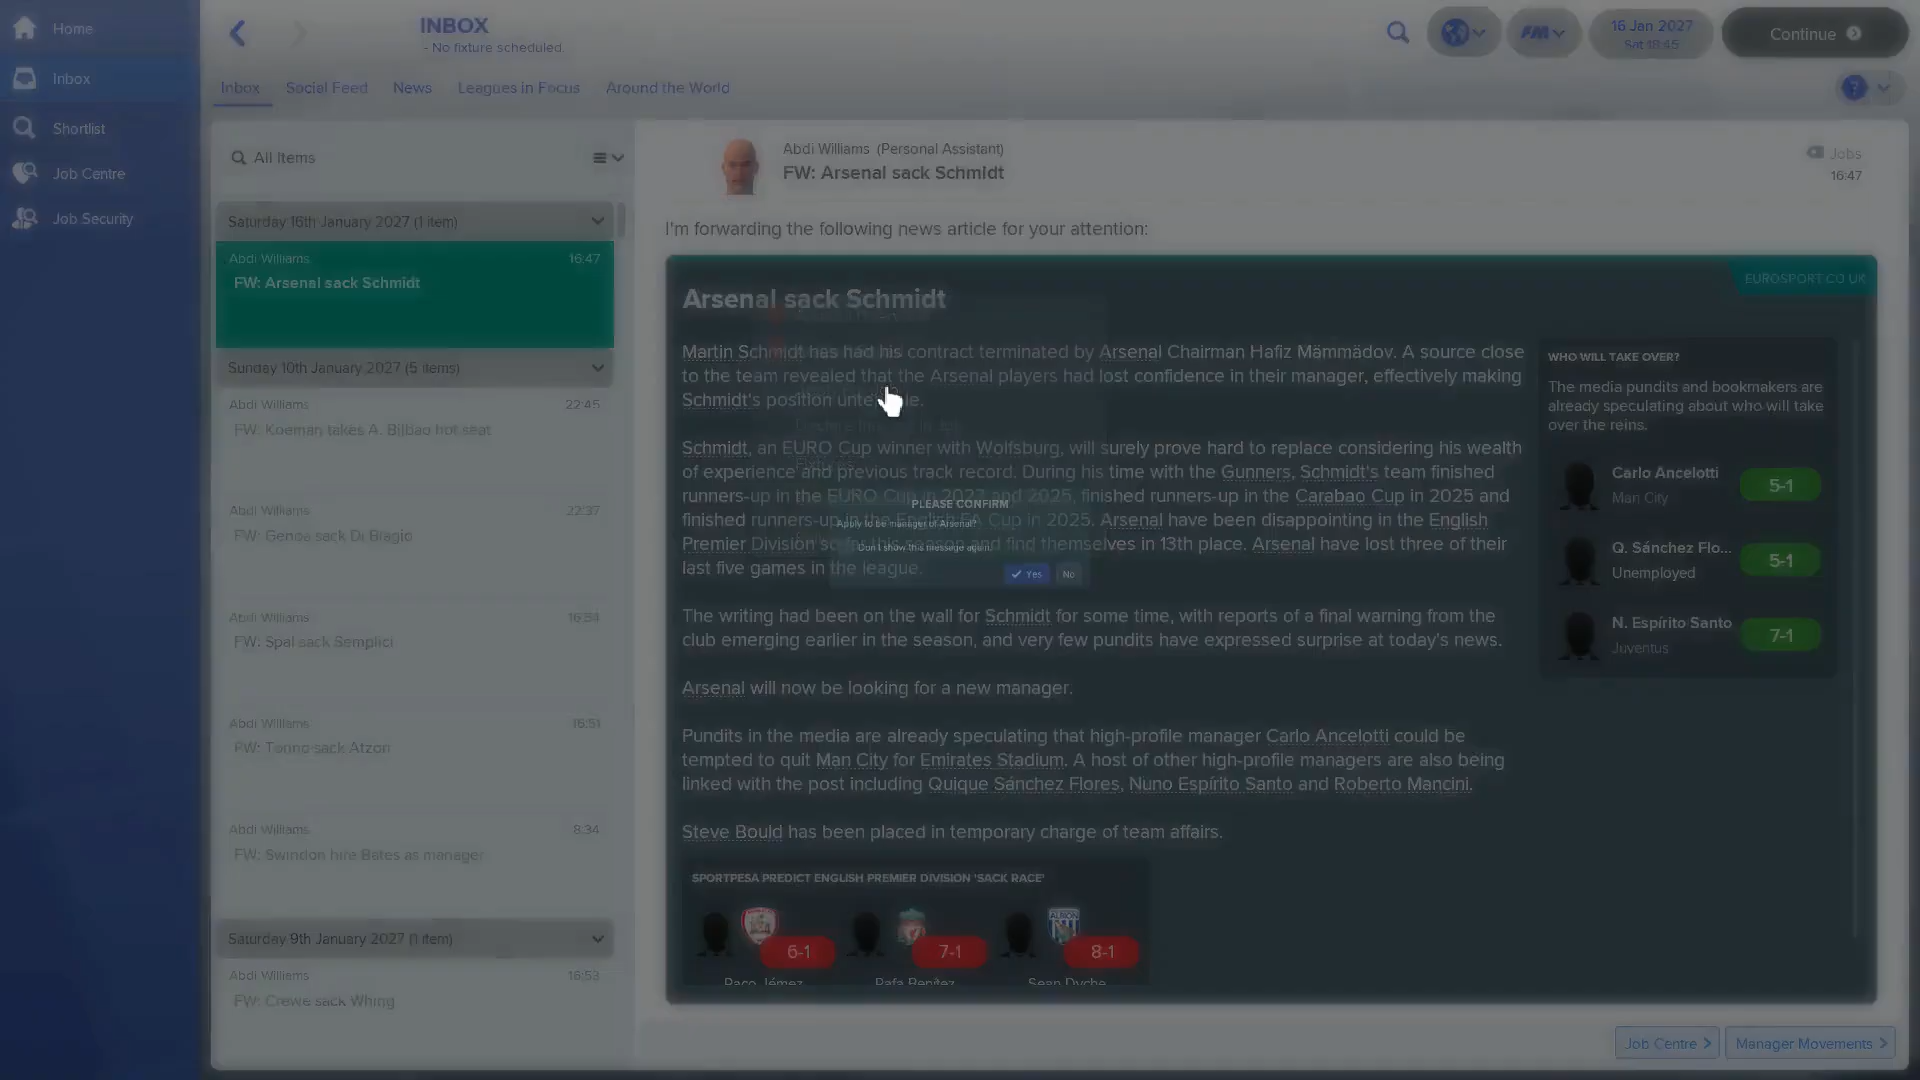 Home
Inbox
Shortlist
Job Centre
Job Security
INBOX
- No fixture scheduled.
FM
16 Jan 2027
Sat 18:45
Continue
Inbox
Social Feed
News
Leagues in Focus
Around the World
?
All Items
Saturday 16th January 2027 (1 item)
Abdi Williams 16:47
FW: Arsenal sack Schmidt
Sunday 10th January 2027 (5 items)
Abdi Williams 22:45
FW: Koeman takes A. Bilbao hot seat
Abdi Williams 22:37
FW: Genoa sack Di Biagio
Abdi Williams 16:54
FW: Spal sack Semplici
Abdi Williams 16:51
FW: Torino sack Atzori
Abdi Williams 8:34
FW: Swindon hire Bates as manager
Saturday 9th January 2027 (1 item)
Abdi Williams 16:53
FW: Crewe sack Whing
Abdi Williams (Personal Assistant)
FW: Arsenal sack Schmidt
Jobs
16:47
I'm forwarding the following news article for your attention:
EUROSPORT.CO.UK
Arsenal sack Schmidt
Martin Schmidt has had his contract terminated by Arsenal Chairman Hafiz Mämmädov. A source close
to the team revealed that the Arsenal players had lost confidence in their manager, effectively making
Schmidt's position
Schmidt, an EURO Cup winner with Wolfsburg, will surely prove hard to replace considering his wealth
of experience and previous track record. During his time with the Gunners, Schmidt's team finished
runners-up in the EURO Cup in 2027 and 2025, finished runners-up in the Carabao Cup in 2025 and
finished runners-up in the English FA Cup in 2025. Arsenal have been disappointing in the English
Premier Division so far this season and find themselves in 13th place. Arsenal have lost three of their
last five games in the league.
PLEASE CONFIRM
Apply to be manager of Arsenal?
Don't show this message again
Yes
No
The writing had been on the wall for Schmidt for some time, with reports of a final warning from the
club emerging earlier in the season, and very few pundits have expressed surprise at today's news.
Arsenal will now be looking for a new manager.
Pundits in the media are already speculating that high-profile manager Carlo Ancelotti could be
tempted to quit Man City for Emirates Stadium. A host of other high-profile managers are also being
linked with the post including Quique Sánchez Flores, Nuno Espírito Santo and Roberto Mancini.
Steve Bould has been placed in temporary charge of team affairs.
WHO WILL TAKE OVER?
The media pundits and bookmakers are
already speculating about who will take
over the reins.
Carlo Ancelotti
Man City
5-1
Q. Sánchez Flo...
Unemployed
5-1
N. Espírito Santo
Juventus
7-1
SPORTPESA PREDICT ENGLISH PREMIER DIVISION 'SACK RACE'
6-1
7-1
8-1
Paco Jémez
Rafa Benítez
Sean Dyche
Job Centre
Manager Movements